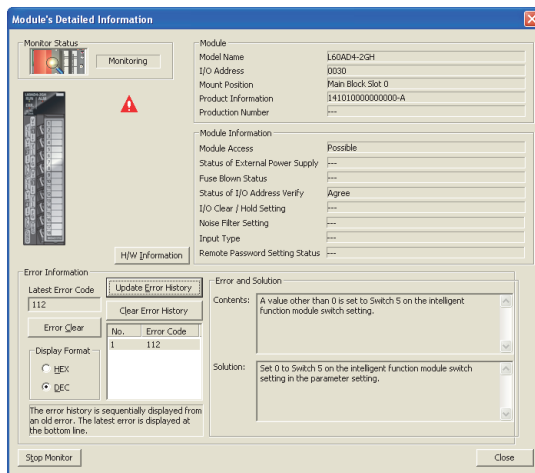 Module's Detailed Information
Monitor Status
Monitoring
Module
Model Name L60AD4-2GH
I/O Address 0030
Mount Position Main Block Slot 0
Product Information 141010000000000-A
Production Number ---
Module Information
Module Access Possible
Status of External Power Supply ---
Fuse Blown Status ---
Status of I/O Address Verify Agree
I/O Clear / Hold Setting ---
Noise Filter Setting ---
Input Type ---
Remote Password Setting Status ---
H/W Information
Error Information
Latest Error Code
112
Error Clear
Display Format
HEX
DEC
Update Error History
Clear Error History
No. Error Code
1 112
The error history is sequentially displayed from
an old error. The latest error is displayed at
the bottom line.
Error and Solution
Contents: A value other than 0 is set to Switch 5 on the intelligent
function module switch setting.
Solution: Set 0 to Switch 5 on the intelligent function module switch
setting in the parameter setting.
Stop Monitor
Close